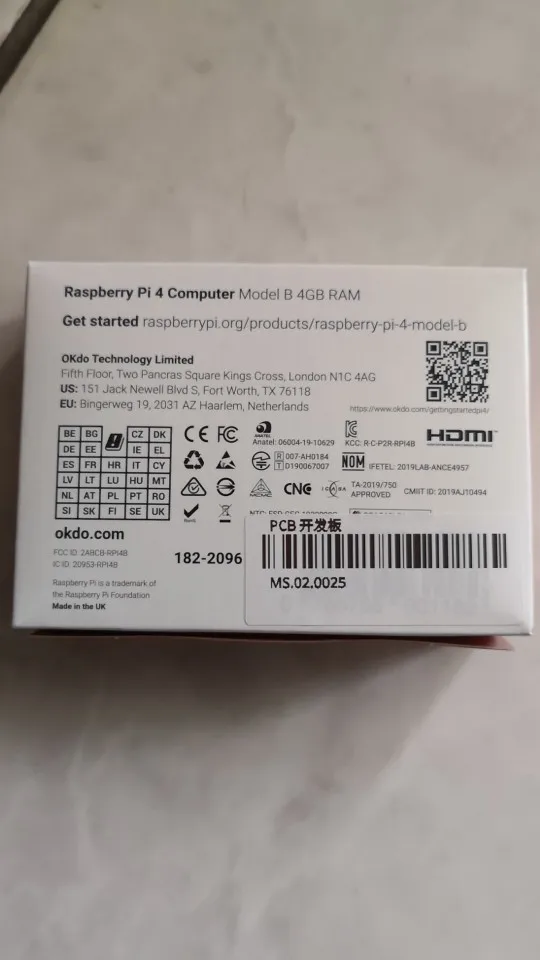 Raspberry Pi 4 Computer Model B 4GB RAM
Get started raspberrypi.org/products/raspberry-pi-4-model-b
OKdo Technology Limited
Fifth Floor, Two Pancras Square Kings Cross, London N1C 4AG
US: 151 Jack Newell Blvd S, Fort Worth, TX 76118
EU: Bingerweg 19, 2031 AZ Haarlem, Netherlands
https://www.okdo.com/gettingstartedpi4/
BE BG CZ DK
DE EE IE EL
ES FR HR IT CY
LV LT LU HU MT
NL AT PL PT RO
SI SK FI SE UK
CE FC
ANATEL
Anatel: 06004-19-10629
KCC: R-C-P2R-RPI4B
HDMI
R 007-AH0184
T D190067007
NOM IFETEL: 2019LAB-ANCE4957
CNC
ICASA
TA-2019/750
APPROVED
CMIIT ID: 2019AJ10494
RoHS
okdo.com
FCC ID: 2ABCB-RPI4B
IC ID: 20953-RPI4B
182-2096
Raspberry Pi is a trademark of
the Raspberry Pi Foundation
Made in the UK
PCB 开发板
MS.02.0025